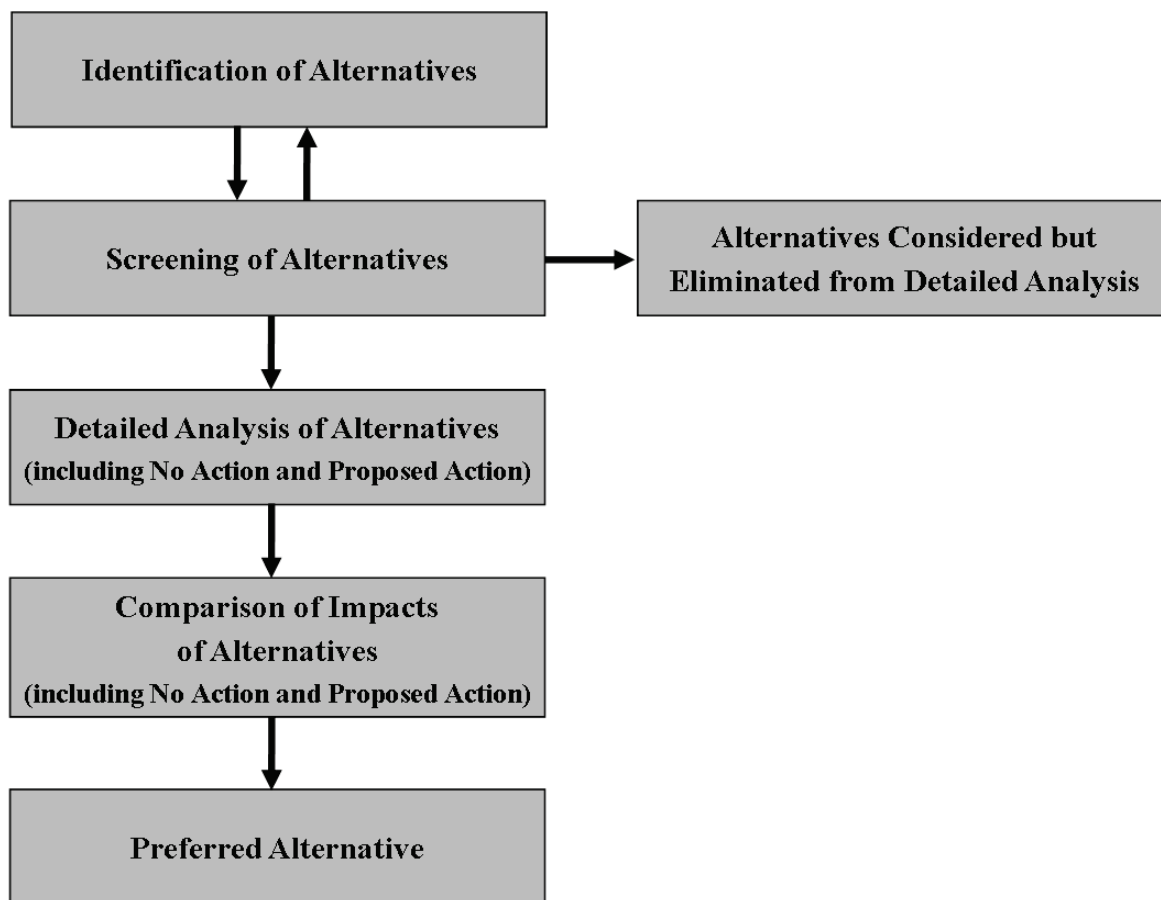 Identification of Alternatives
Screening of Alternatives
Alternatives Considered but
Eliminated from Detailed Analysis
Detailed Analysis of Alternatives
(including No Action and Proposed Action)
Comparison of Impacts
of Alternatives
(including No Action and Proposed Action)
Preferred Alternative